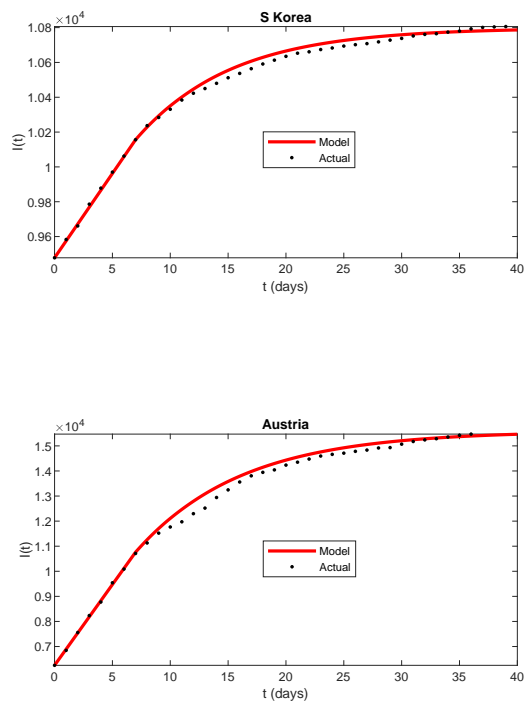 S Korea
×10⁴
1.08
1.06
1.04
1.02
1
0.98
0.96
I(t)
Model
Actual
0 5 10 15 20 25 30 35 40
t (days)
Austria
×10⁴
1.5
1.4
1.3
1.2
1.1
1
0.9
0.8
0.7
I(t)
Model
Actual
0 5 10 15 20 25 30 35 40
t (days)